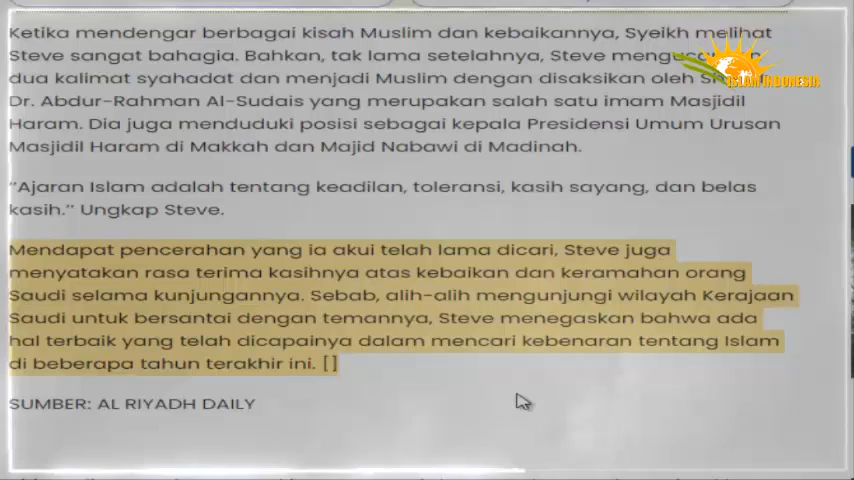 Ketika mendengar berbagai kisah Muslim dan kebaikannya, Syeikh melihat
Steve sangat bahagia. Bahkan, tak lama setelahnya, Steve
dua kalimat syahadat dan menjadi Muslim dengan disaksikan oleh
Dr. Abdur-Rahman Al-Sudais yang merupakan salah satu imam Masjidil
Haram. Dia juga menduduki posisi sebagai kepala Presidensi Umum Urusan
Masjidil Haram di Makkah dan Majid Nabawi di Madinah.
"Ajaran Islam adalah tentang keadilan, toleransi, kasih sayang, dan belas
kasih." Ungkap Steve.
Mendapat pencerahan yang ia akui telah lama dicari, Steve juga
menyatakan rasa terima kasihnya atas kebaikan dan keramahan orang
Saudi selama kunjungannya. Sebab, alih-alih mengunjungi wilayah Kerajaan
Saudi untuk bersantai dengan temannya, Steve menegaskan bahwa ada
hal terbaik yang telah dicapainya dalam mencari kebenaran tentang Islam
di beberapa tahun terakhir ini. []
SUMBER: AL RIYADH DAILY
ISLAM INDONESIA